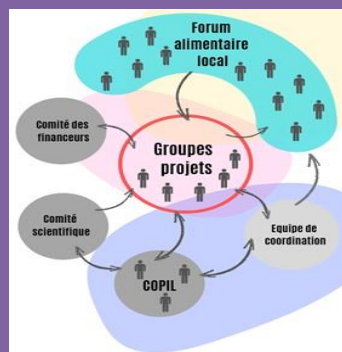 Forum
alimentaire
local
Comité des
financeurs
Groupes
projets
Comité
scientifique
Equipe de
coordination
COPIL